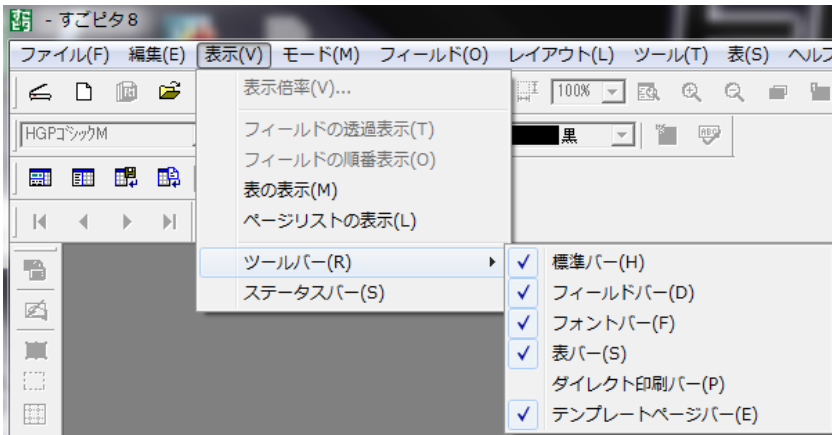 - すごピタ8
ファイル(F) 編集(E) 表示(V) モード(M) フィールド(O) レイアウト(L) ツール(T) 表(S) ヘルプ
表示倍率(V)...
100%
フィールドの透過表示(T)
HGPゴシックM
黒
フィールドの順番表示(O)
表の表示(M)
ページリストの表示(L)
ツールバー(R)
標準バー(H)
ステータスバー(S)
フィールドバー(D)
フォントバー(F)
表バー(S)
ダイレクト印刷バー(P)
テンプレートページバー(E)